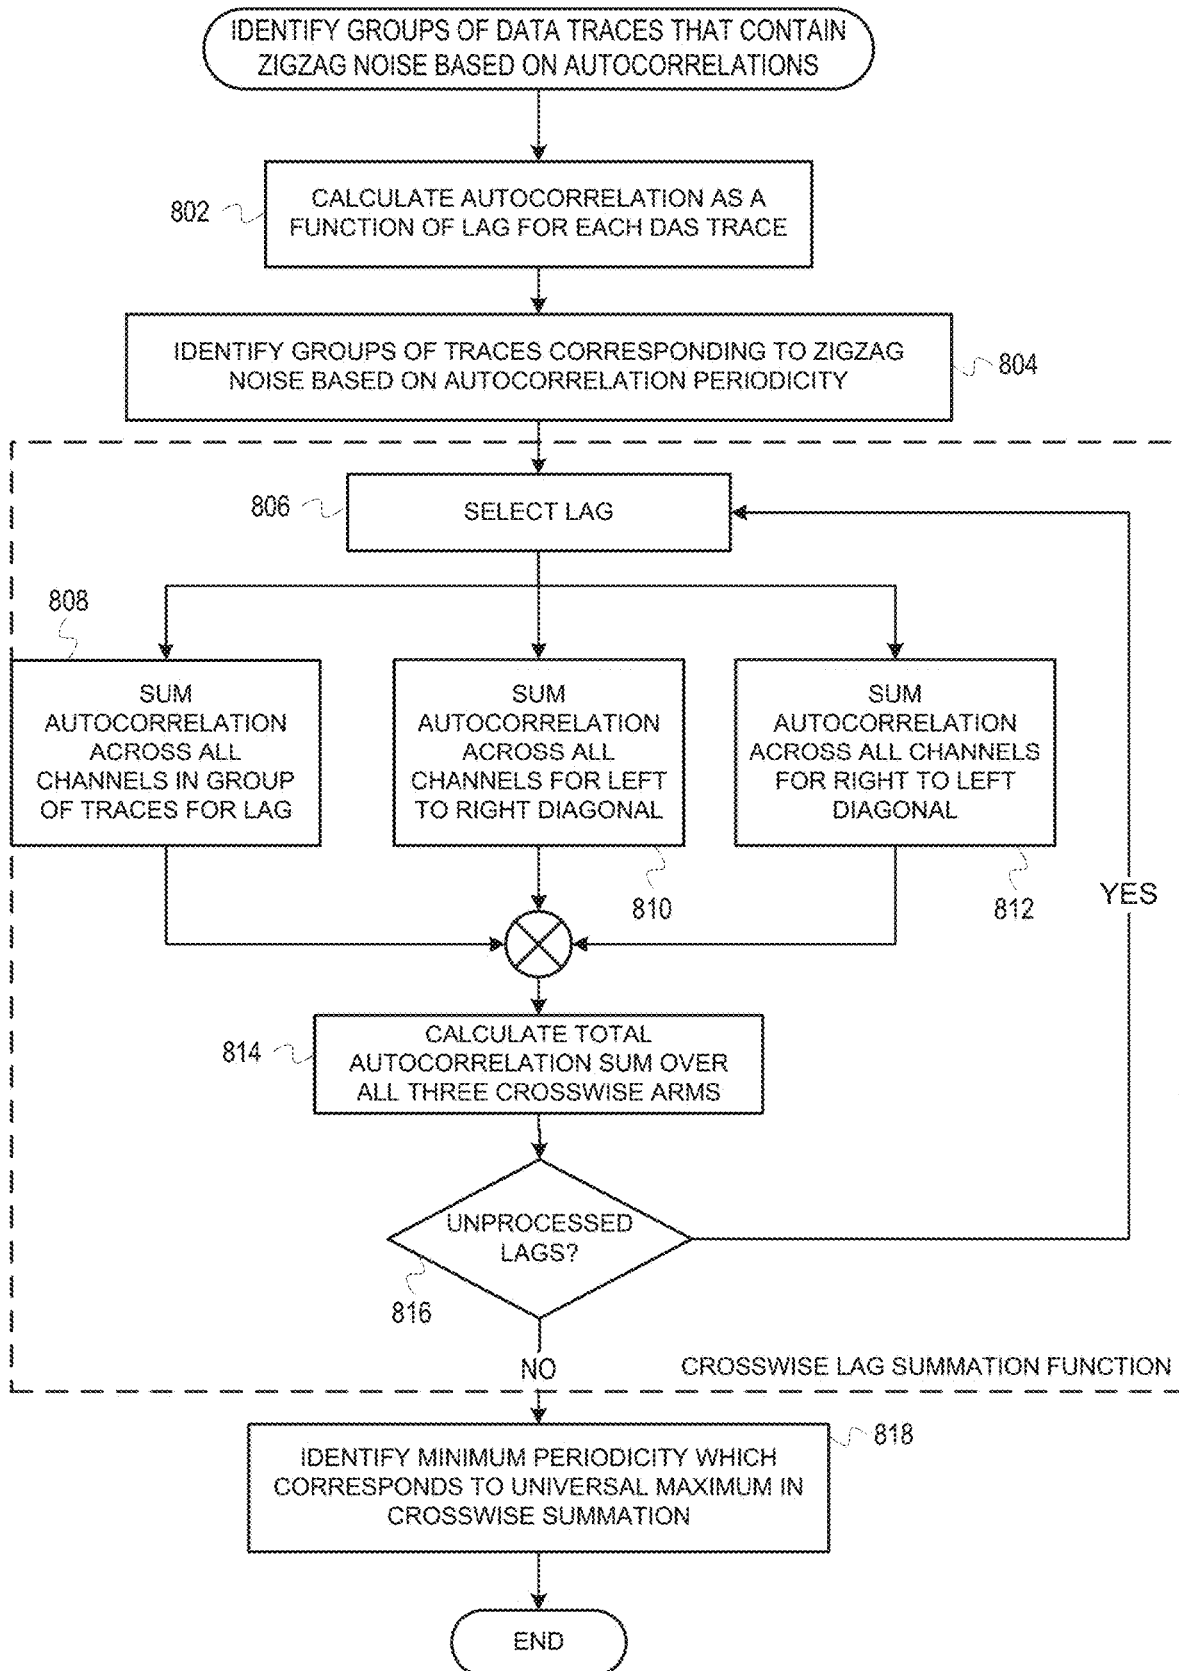 IDENTIFY GROUPS OF DATA TRACES THAT CONTAIN
ZIGZAG NOISE BASED ON AUTOCORRELATIONS
802
CALCULATE AUTOCORRELATION AS A
FUNCTION OF LAG FOR EACH DAS TRACE
IDENTIFY GROUPS OF TRACES CORRESPONDING TO ZIGZAG
NOISE BASED ON AUTOCORRELATION PERIODICITY
804
806
SELECT LAG
808
SUM
AUTOCORRELATION
ACROSS ALL
CHANNELS IN GROUP
OF TRACES FOR LAG
SUM
AUTOCORRELATION
ACROSS ALL
CHANNELS FOR LEFT
TO RIGHT DIAGONAL
810
SUM
AUTOCORRELATION
ACROSS ALL CHANNELS
FOR RIGHT TO LEFT
DIAGONAL
812
YES
814
CALCULATE TOTAL
AUTOCORRELATION SUM OVER
ALL THREE CROSSWISE ARMS
UNPROCESSED
LAGS?
816
NO
CROSSWISE LAG SUMMATION FUNCTION
818
IDENTIFY MINIMUM PERIODICITY WHICH
CORRESPONDS TO UNIVERSAL MAXIMUM IN
CROSSWISE SUMMATION
END